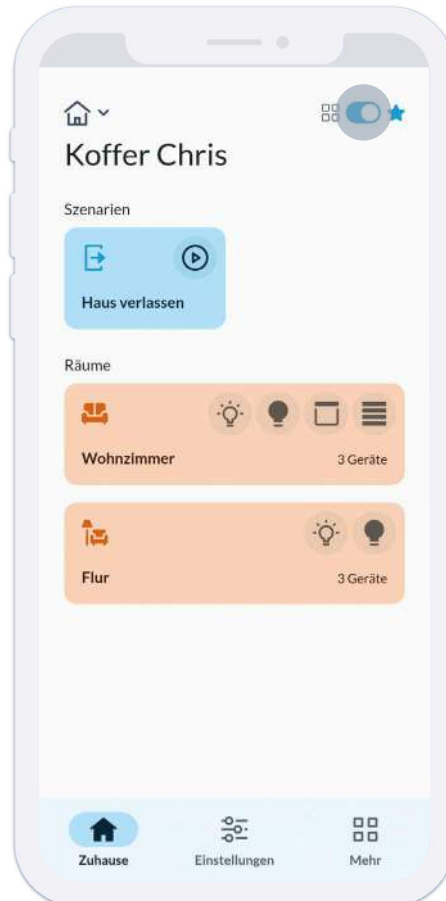 Koffer Chris
Szenarien
Haus verlassen
Räume
Wohnzimmer 3 Geräte
Flur 3 Geräte
Zuhause Einstellungen Mehr